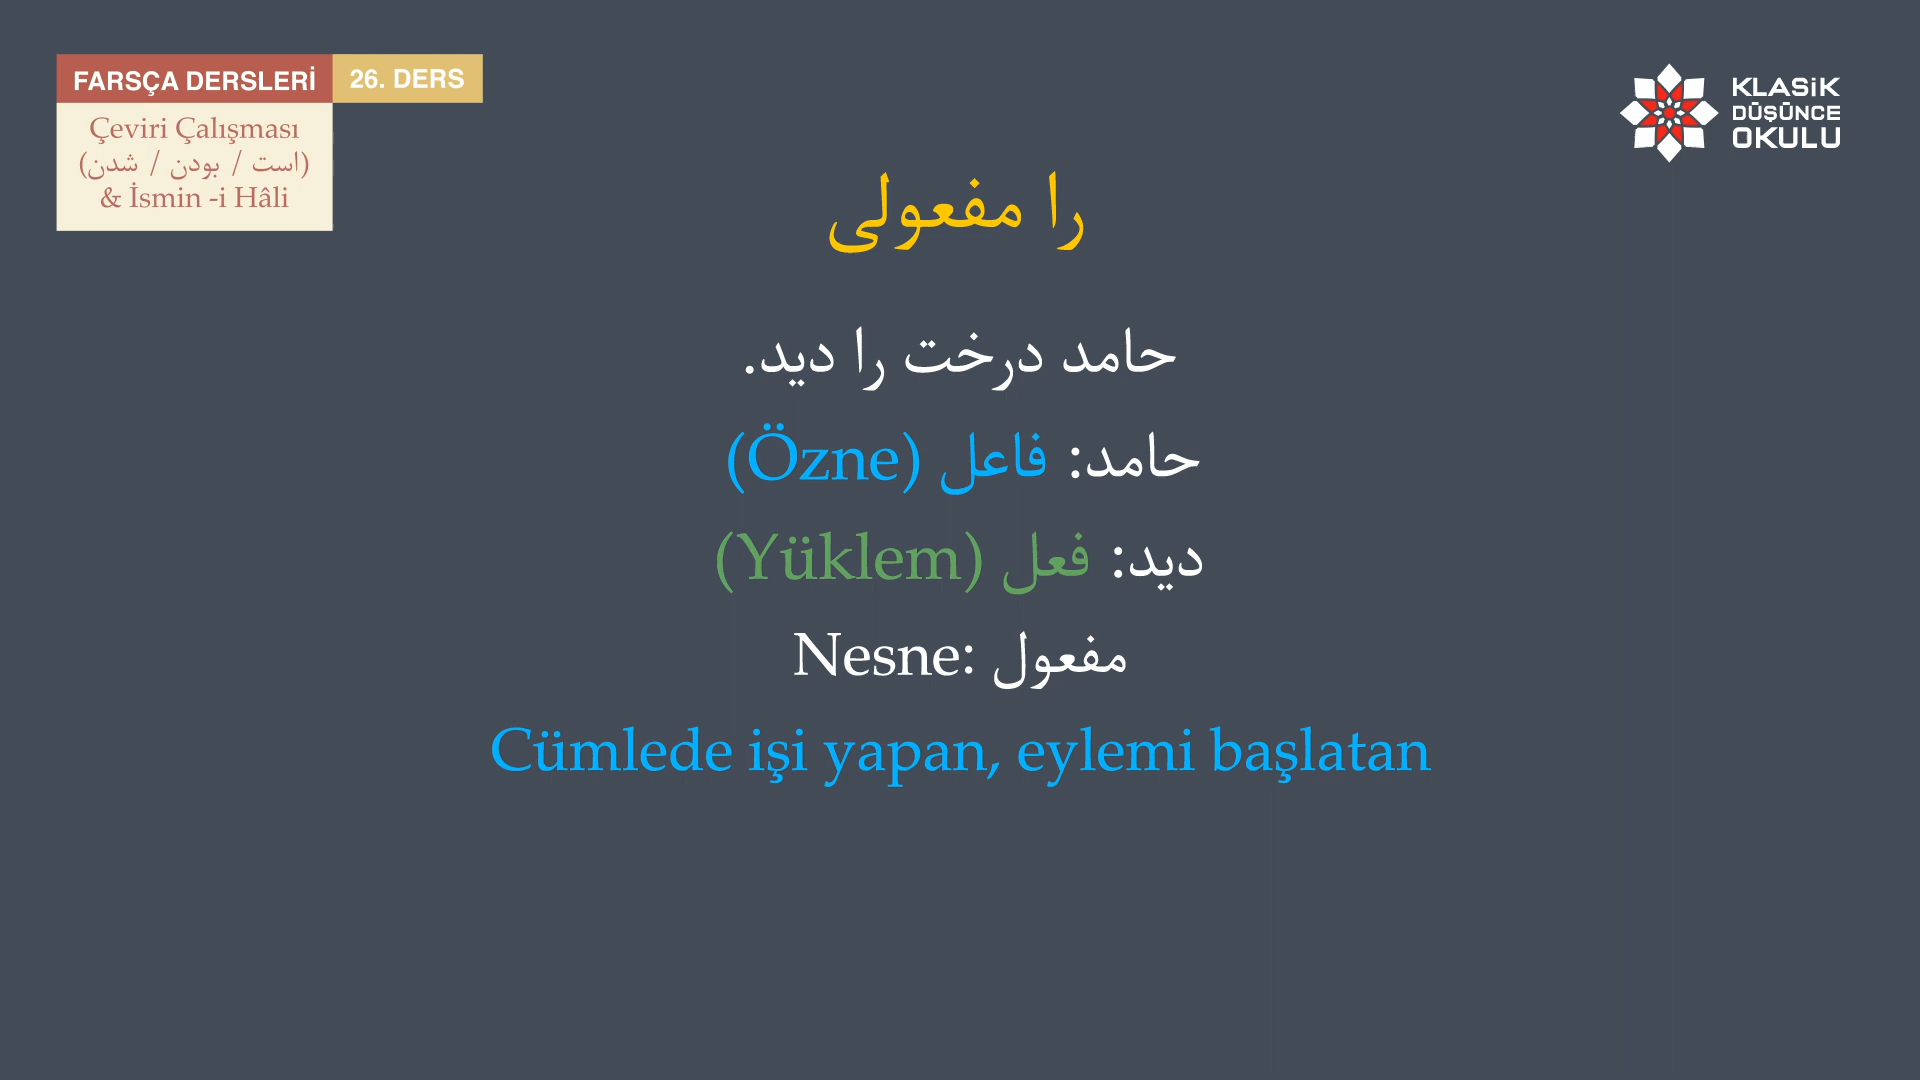 FARSÇA DERSLERİ 26. DERS
Çeviri Çalışması
(است / بودن / شدن)
& İsmin -i Hâli
KLASiK
DÜŞÜNCE
OKULU
را مفعولی
حامد درخت را دید.
حامد: فاعل (Özne)
دید: فعل (Yüklem)
Nesne: مفعول
Cümlede işi yapan, eylemi başlatan